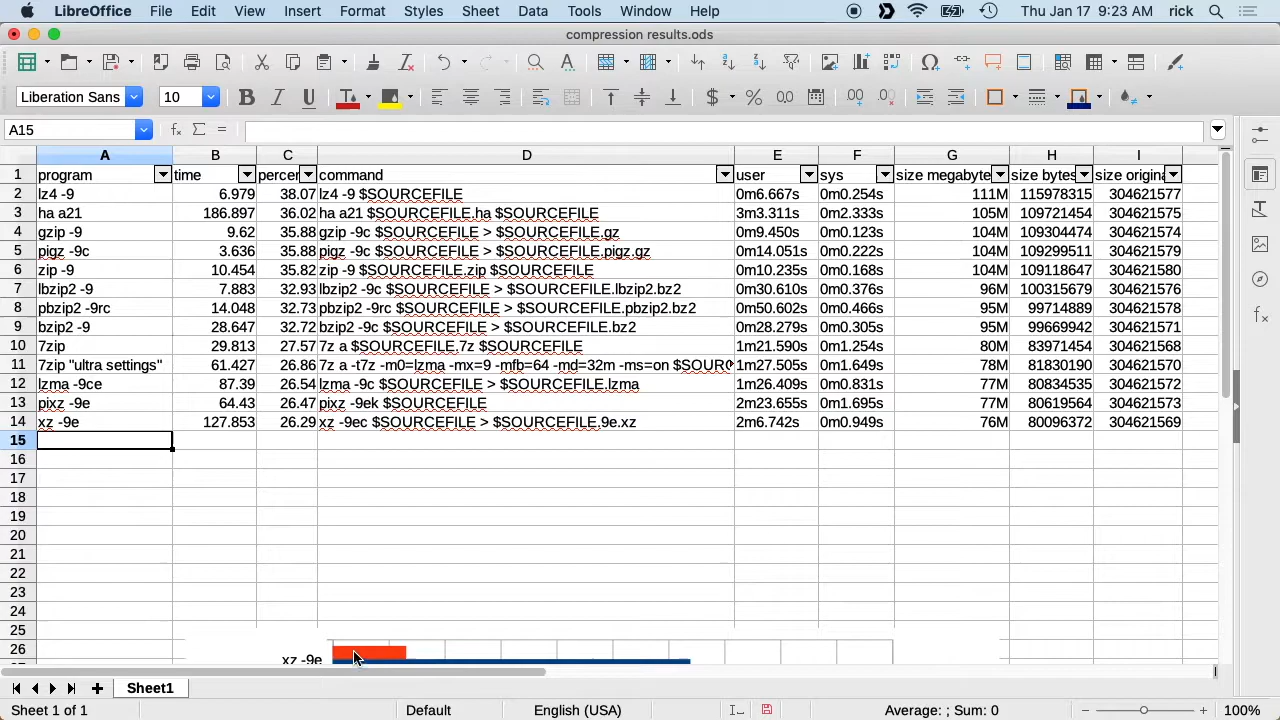 LibreOffice File Edit View Insert Format Styles Sheet Data Tools Window Help Thu Jan 17 9:23 AM rick
compression results.ods
Liberation Sans 10
A15
A B C D E F G H I
1 program time percen command user sys size megabyte size bytes size origina
2 lz4 -9 6.979 38.07 lz4 -9 $SOURCEFILE 0m6.667s 0m0.254s 111M 115978315 304621577
3 ha a21 186.897 36.02 ha a21 $SOURCEFILE.ha $SOURCEFILE 3m3.311s 0m2.333s 105M 109721454 304621575
4 gzip -9 9.62 35.88 gzip -9c $SOURCEFILE > $SOURCEFILE.gz 0m9.450s 0m0.123s 104M 109304474 304621574
5 pigz -9c 3.636 35.88 pigz -9c $SOURCEFILE > $SOURCEFILE.pigz.gz 0m14.051s 0m0.222s 104M 109299511 304621579
6 zip -9 10.454 35.82 zip -9 $SOURCEFILE.zip $SOURCEFILE 0m10.235s 0m0.168s 104M 109118647 304621580
7 lbzip2 -9 7.883 32.93 lbzip2 -9c $SOURCEFILE > $SOURCEFILE.lbzip2.bz2 0m30.610s 0m0.376s 96M 100315679 304621576
8 pbzip2 -9rc 14.048 32.73 pbzip2 -9rc $SOURCEFILE > $SOURCEFILE.pbzip2.bz2 0m50.602s 0m0.466s 95M 99714889 304621578
9 bzip2 -9 28.647 32.72 bzip2 -9c $SOURCEFILE > $SOURCEFILE.bz2 0m28.279s 0m0.305s 95M 99669942 304621571
10 7zip 29.813 27.57 7z a $SOURCEFILE.7z $SOURCEFILE 1m21.590s 0m1.254s 80M 83971454 304621568
11 7zip "ultra settings" 61.427 26.86 7z a -t7z -m0=lzma -mx=9 -mfb=64 -md=32m -ms=on $SOUR 1m27.505s 0m1.649s 78M 81830190 304621570
12 lzma -9ce 87.39 26.54 lzma -9c $SOURCEFILE > $SOURCEFILE.lzma 1m26.409s 0m0.831s 77M 80834535 304621572
13 pixz -9e 64.43 26.47 pixz -9ek $SOURCEFILE 2m23.655s 0m1.695s 77M 80619564 304621573
14 xz -9e 127.853 26.29 xz -9ec $SOURCEFILE > $SOURCEFILE.9e.xz 2m6.742s 0m0.949s 76M 80096372 304621569
15
16
17
18
19
20
21
22
23
24
25
26 xz -9e
Sheet1
Sheet 1 of 1 Default English (USA) Average: ; Sum: 0 100%